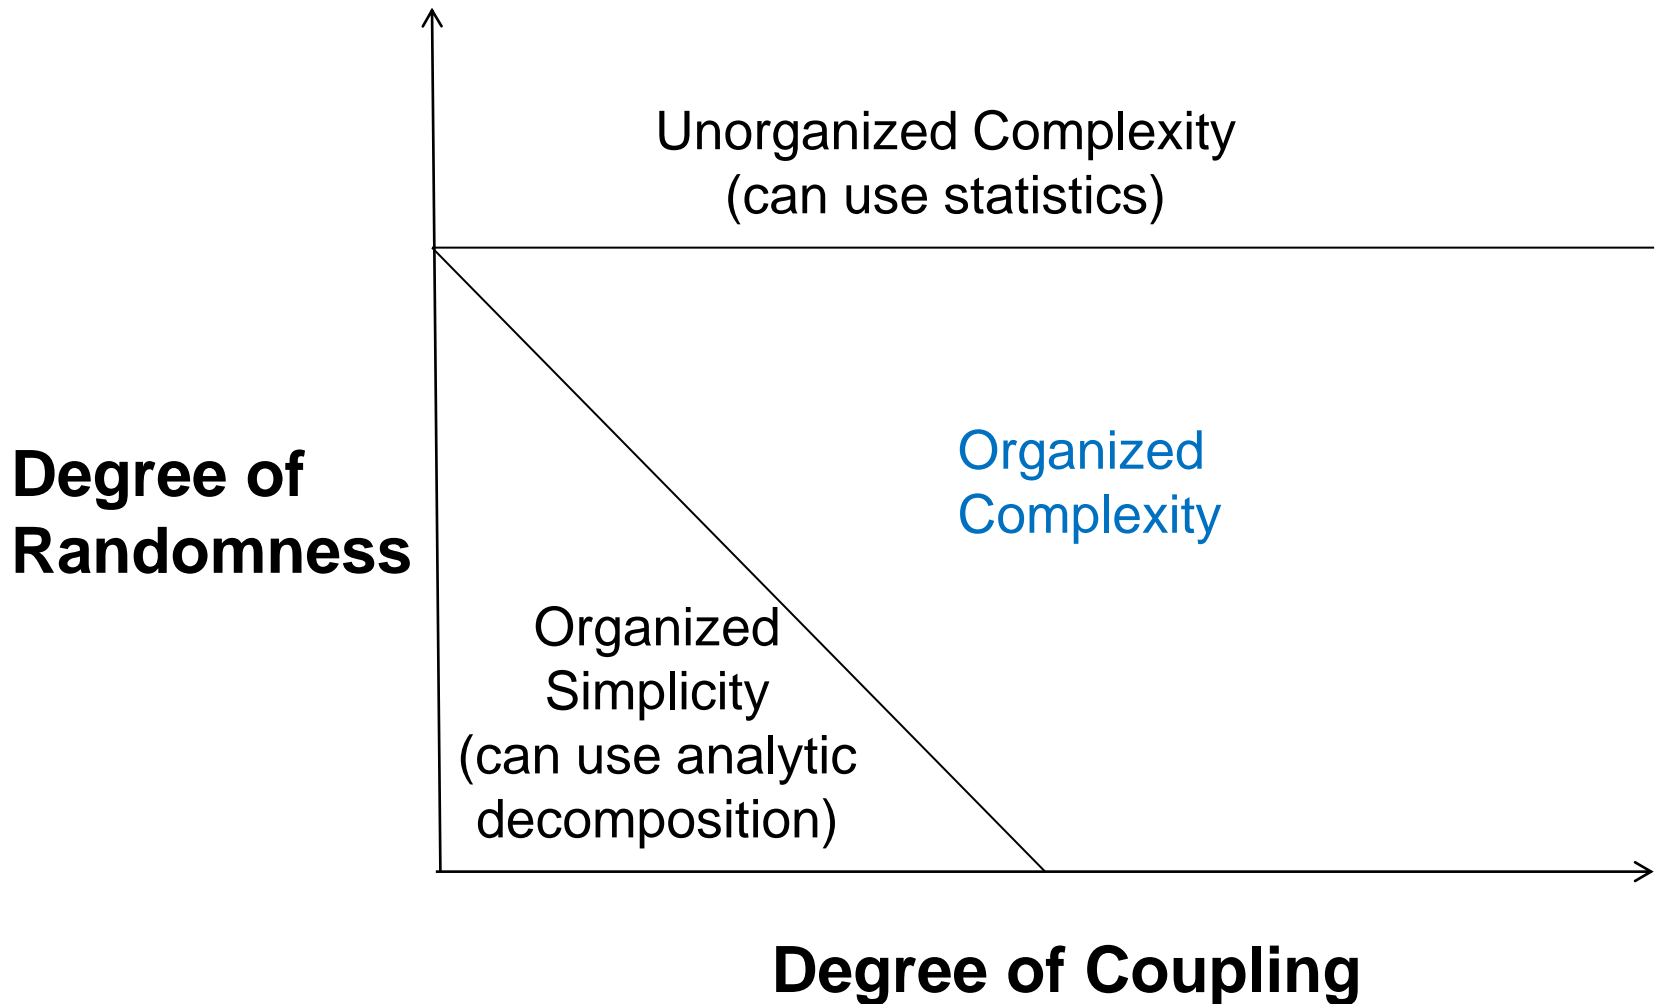 Unorganized Complexity
(can use statistics)
Organized
Complexity
Degree of
Randomness
Organized
Simplicity
(can use analytic
decomposition)
Degree of Coupling